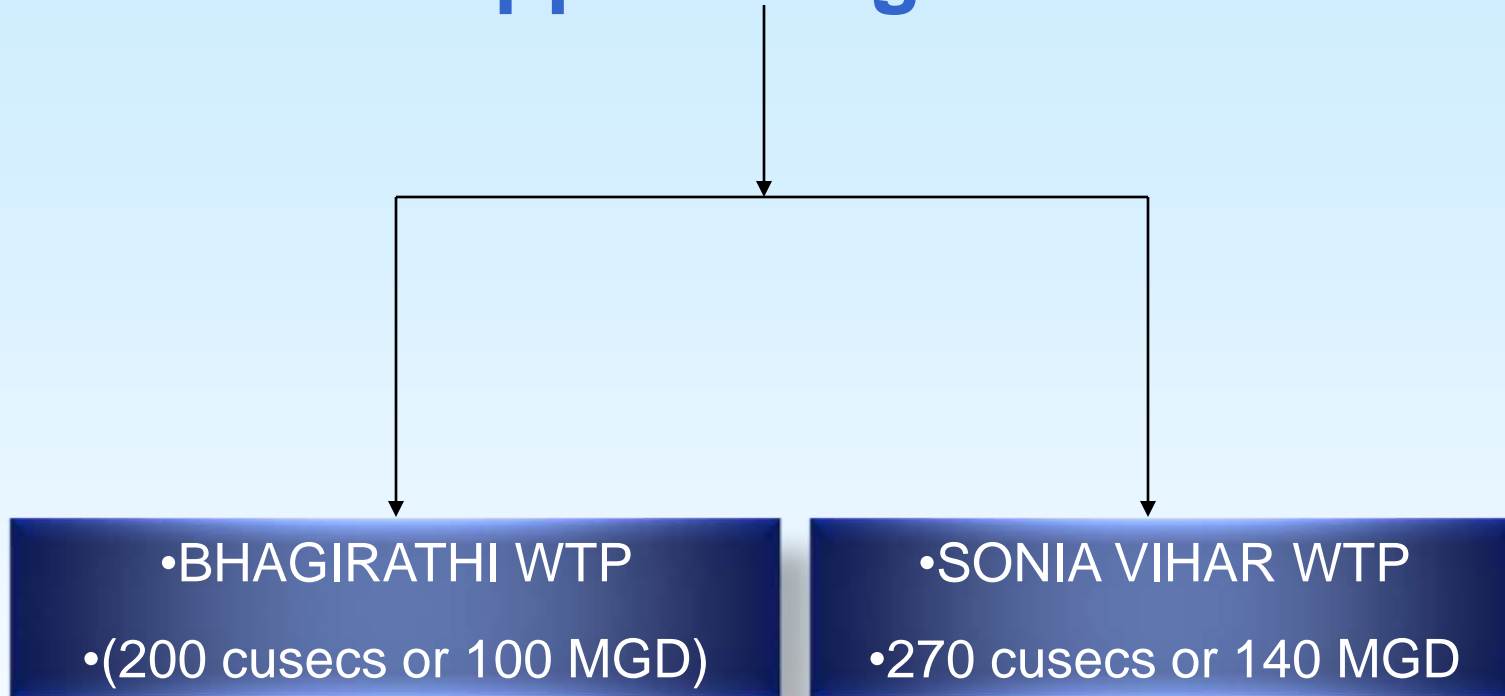 •BHAGIRATHI WTP
•(200 cusecs or 100 MGD)
•SONIA VIHAR WTP
•270 cusecs or 140 MGD